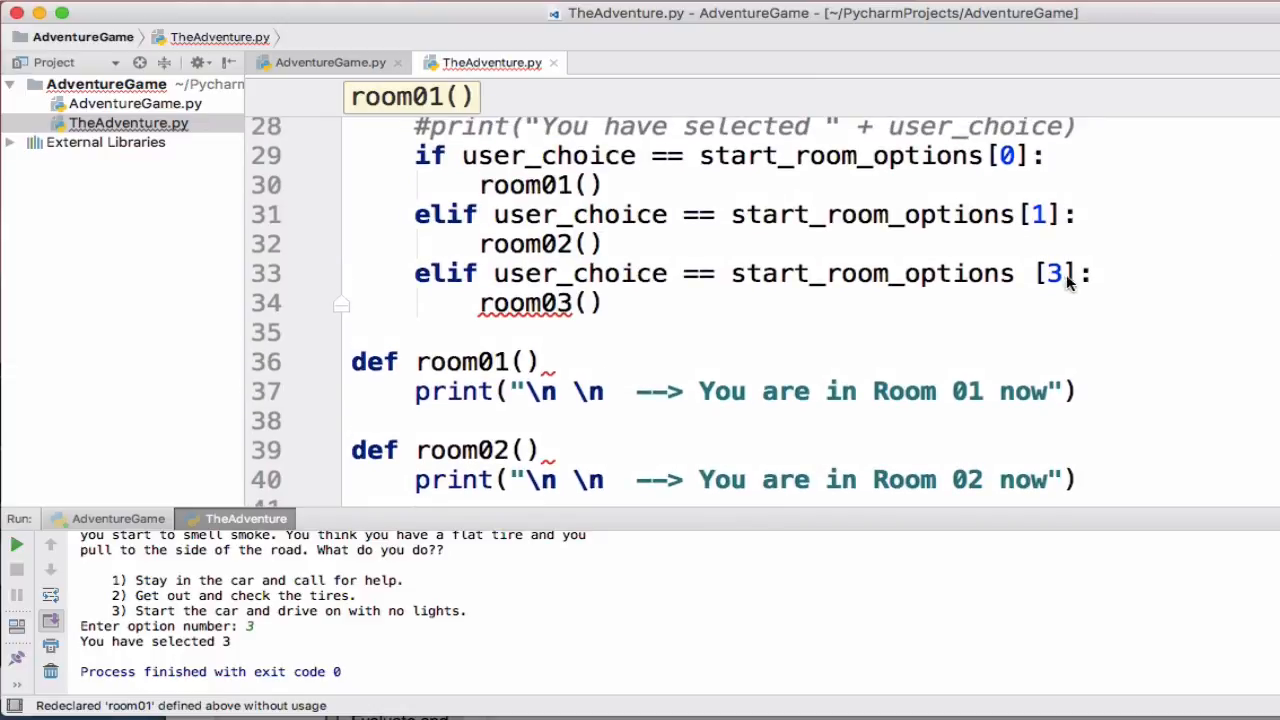 TheAdventure.py - AdventureGame - [~/PycharmProjects/AdventureGame]
AdventureGame
TheAdventure.py
Project
AdventureGame.py
TheAdventure.py
AdventureGame ~/Pycharm
AdventureGame.py
TheAdventure.py
External Libraries
room01()
28 #print("You have selected " + user_choice)
29 if user_choice == start_room_options[0]:
30 room01()
31 elif user_choice == start_room_options[1]:
32 room02()
33 elif user_choice == start_room_options [3]:
34 room03()
35
36 def room01()
37 print("\n \n --> You are in Room 01 now")
38
39 def room02()
40 print("\n \n --> You are in Room 02 now")
Run: AdventureGame TheAdventure
you start to smell smoke. You think you have a flat tire and you
pull to the side of the road. What do you do??
1) Stay in the car and call for help.
2) Get out and check the tires.
3) Start the car and drive on with no lights.
Enter option number: 3
You have selected 3
Process finished with exit code 0
Redeclared 'room01' defined above without usage